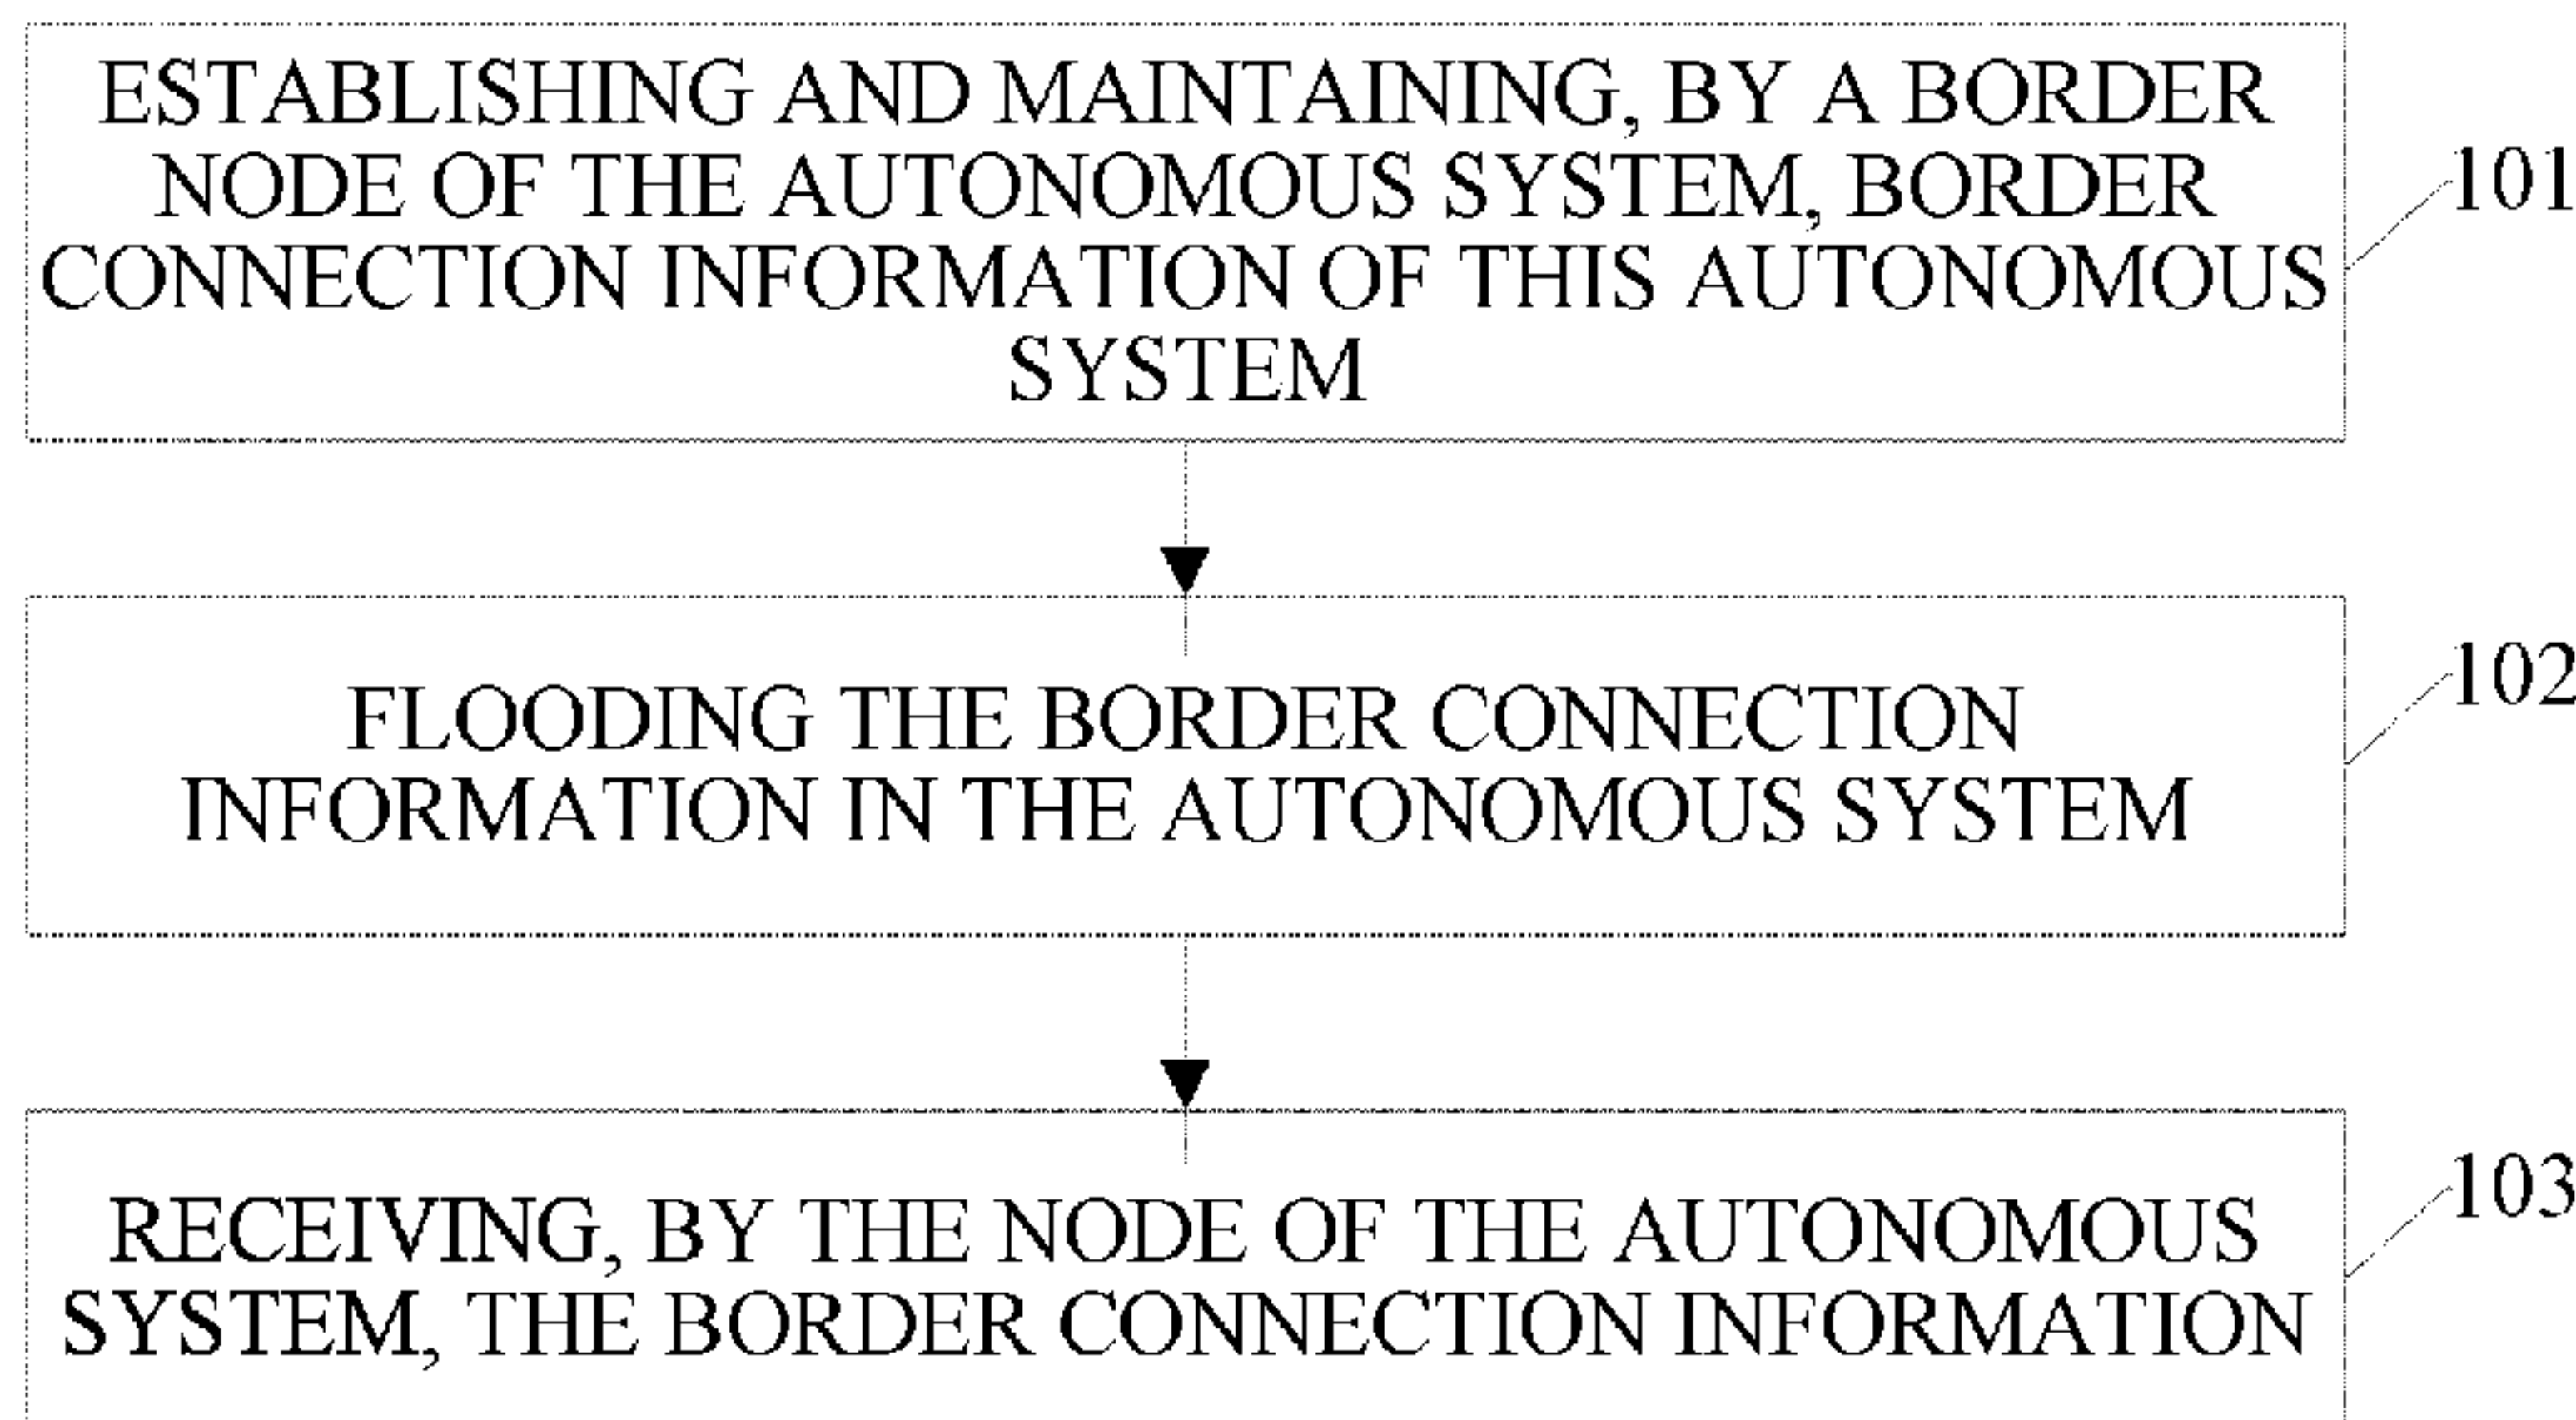 ESTABLISHING AND MAINTAINING, BY A BORDER
NODE OF THE AUTONOMOUS SYSTEM, BORDER
CONNECTION INFORMATION OF THIS AUTONOMOUS
SYSTEM
101
FLOODING THE BORDER CONNECTION
INFORMATION IN THE AUTONOMOUS SYSTEM
102
RECEIVING, BY THE NODE OF THE AUTONOMOUS
SYSTEM, THE BORDER CONNECTION INFORMATION
103